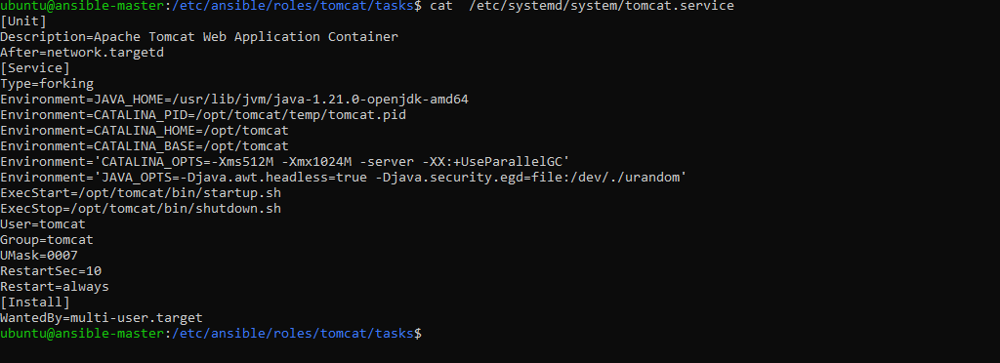 ubuntu@ansible-master:/etc/ansible/roles/tomcat/tasks$ cat  /etc/systemd/system/tomcat.service
[Unit]
Description=Apache Tomcat Web Application Container
After=network.targetd
[Service]
Type=forking
Environment=JAVA_HOME=/usr/lib/jvm/java-1.21.0-openjdk-amd64
Environment=CATALINA_PID=/opt/tomcat/temp/tomcat.pid
Environment=CATALINA_HOME=/opt/tomcat
Environment=CATALINA_BASE=/opt/tomcat
Environment='CATALINA_OPTS=-Xms512M -Xmx1024M -server -XX:+UseParallelGC'
Environment='JAVA_OPTS=-Djava.awt.headless=true -Djava.security.egd=file:/dev/./urandom'
ExecStart=/opt/tomcat/bin/startup.sh
ExecStop=/opt/tomcat/bin/shutdown.sh
User=tomcat
Group=tomcat
UMask=0007
RestartSec=10
Restart=always
[Install]
WantedBy=multi-user.target
ubuntu@ansible-master:/etc/ansible/roles/tomcat/tasks$